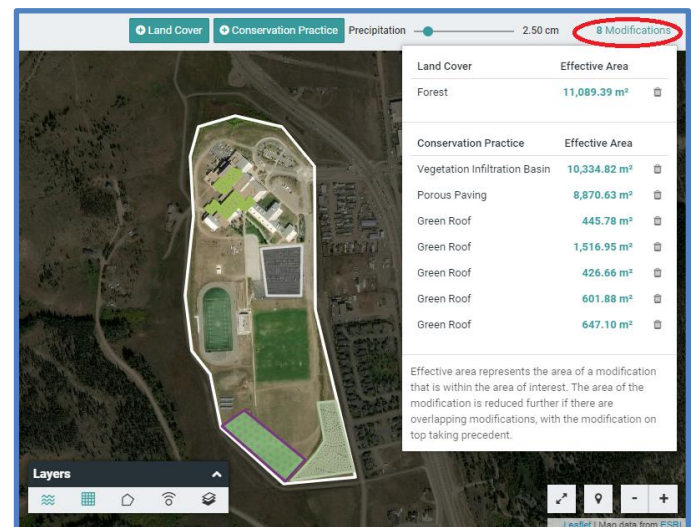 Land Cover Conservation Practice Precipitation 2.50 cm 8 Modifications
Land Cover Effective Area
Forest 11,089.39 m²
Conservation Practice Effective Area
Vegetation Infiltration Basin 10,334.82 m²
Porous Paving 8,870.63 m²
Green Roof 445.78 m²
Green Roof 1,516.95 m²
Green Roof 426.66 m²
Green Roof 601.88 m²
Green Roof 647.10 m²
Effective area represents the area of a modification
that is within the area of interest. The area of the
modification is reduced further if there are
overlapping modifications, with the modification on
top taking precedent.
Layers
Leaflet | Map data from ESRI